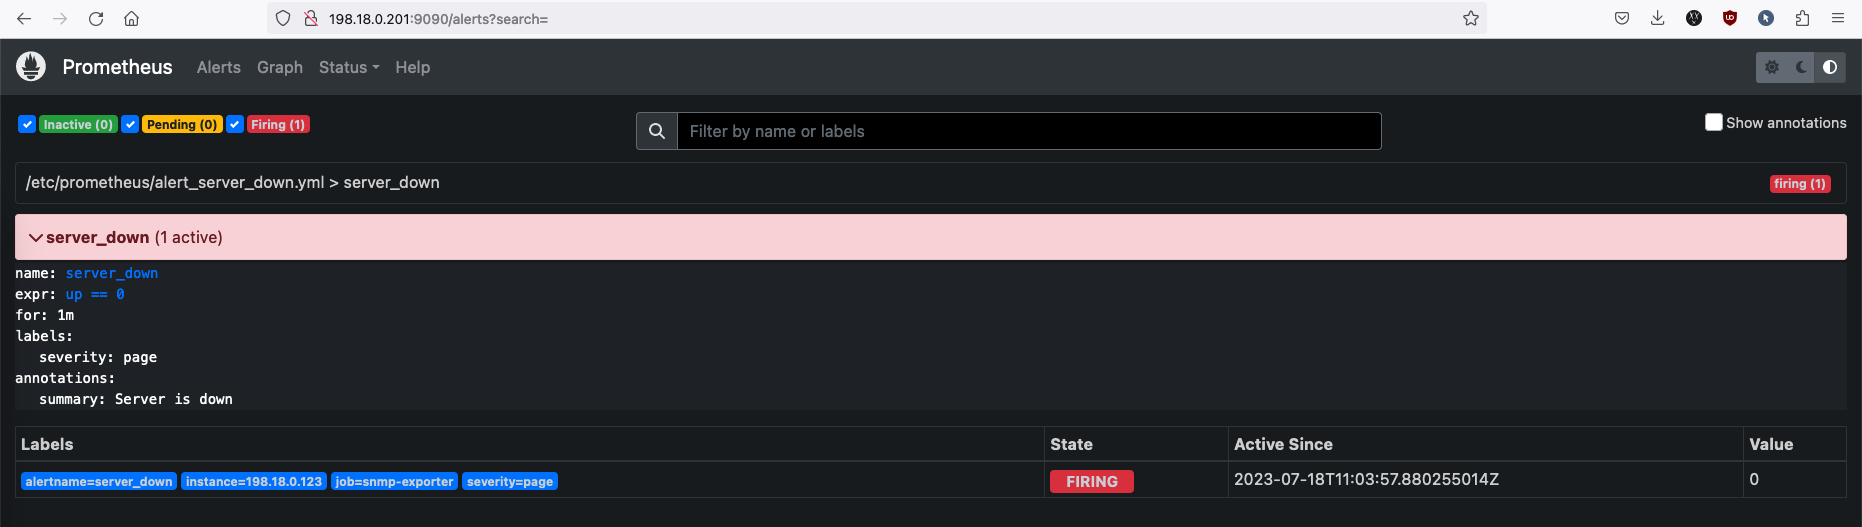 198.18.0.201:9090/alerts?search=
Prometheus Alerts Graph Status Help
Inactive (0) Pending (0) Firing (1) Filter by name or labels Show annotations
/etc/prometheus/alert_server_down.yml > server_down firing (1)
server_down (1 active)
name: server_down
expr: up == 0
for: 1m
labels:
severity: page
annotations:
summary: Server is down
Labels State Active Since Value
alertname=server_down instance=198.18.0.123 job=snmp-exporter severity=page FIRING 2023-07-18T11:03:57.880255014Z 0